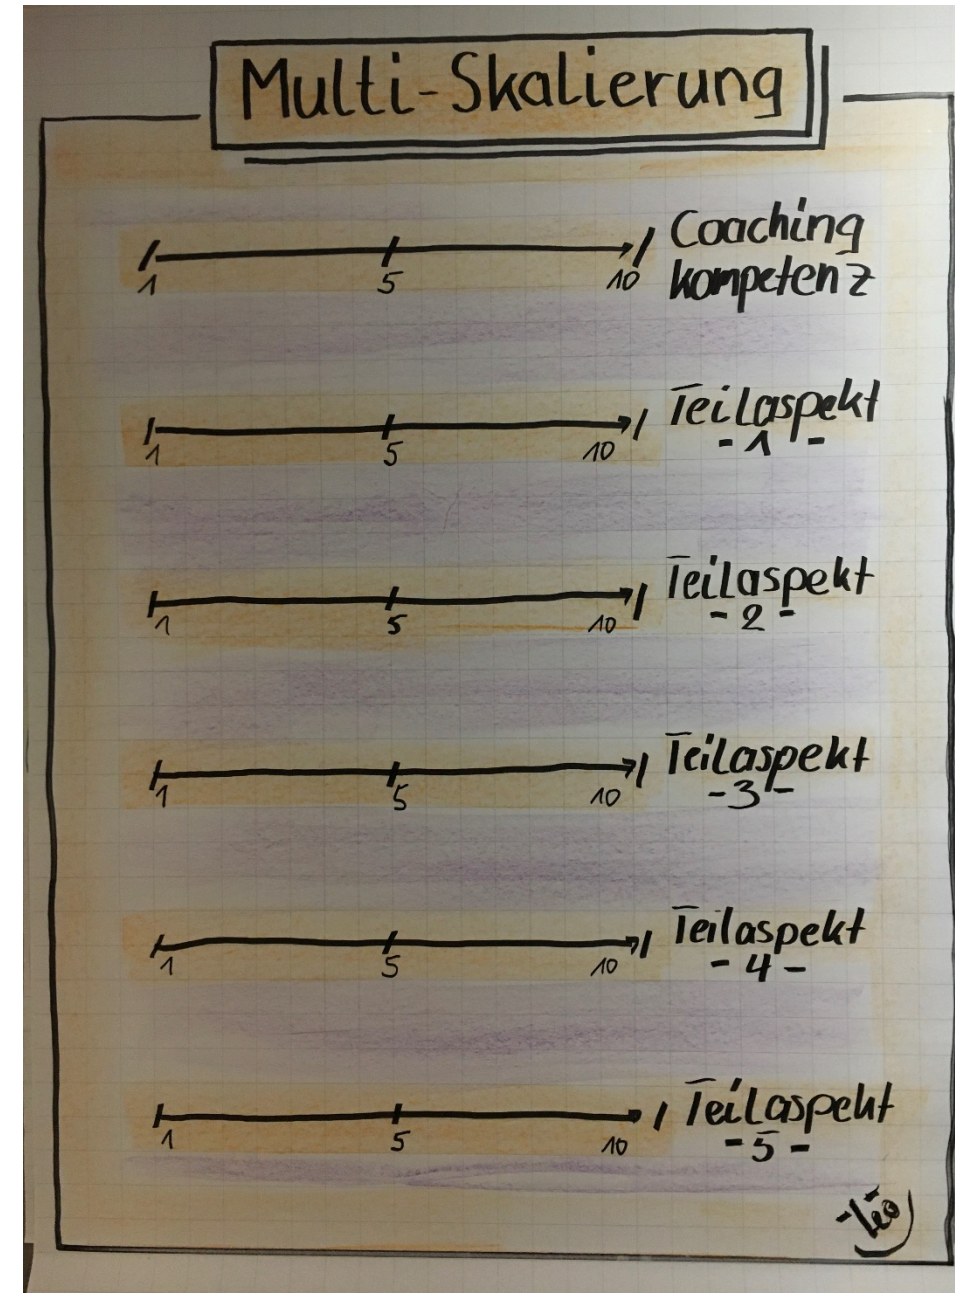 Multi-Skalierung
Coaching
1 5 10 kompetenz
Teilaspekt
1 5 10 - 1 -
Teilaspekt
1 5 10 - 2 -
Teilaspekt
1 5 10 - 3 -
Teilaspekt
1 5 10 - 4 -
Teilaspekt
1 5 10 - 5 -
-Leo